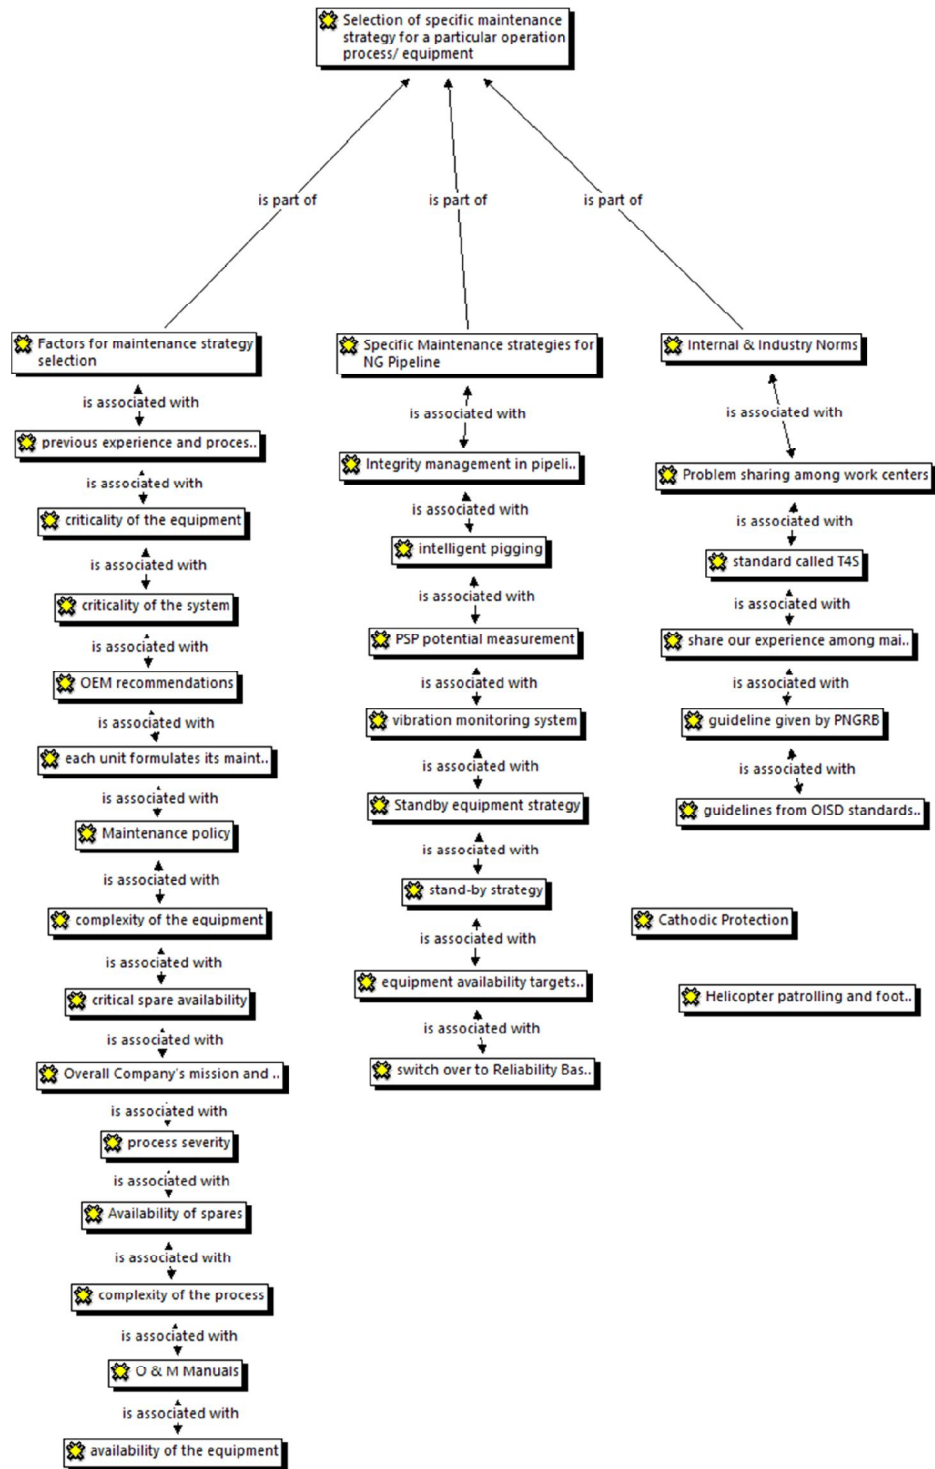 Selection of specific maintenance
strategy for a particular operation
process/ equipment
is part of
is part of
is part of
Factors for maintenance strategy
selection
is associated with
previous experience and proces..
is associated with
criticality of the equipment
is associated with
criticality of the system
is associated with
OEM recommendations
is associated with
each unit formulates its maint..
is associated with
Maintenance policy
is associated with
complexity of the equipment
is associated with
critical spare availability
is associated with
Overall Company's mission and ..
is associated with
process severity
is associated with
Availability of spares
is associated with
complexity of the process
is associated with
O & M Manuals
is associated with
availability of the equipment
Specific Maintenance strategies for
NG Pipeline
is associated with
Integrity management in pipeli..
is associated with
intelligent pigging
is associated with
PSP potential measurement
is associated with
vibration monitoring system
is associated with
Standby equipment strategy
is associated with
stand-by strategy
is associated with
equipment availability targets..
is associated with
switch over to Reliability Bas..
Internal & Industry Norms
is associated with
Problem sharing among work centers
is associated with
standard called T4S
is associated with
share our experience among mai..
is associated with
guideline given by PNGRB
is associated with
guidelines from OISD standards..
Cathodic Protection
Helicopter patrolling and foot..